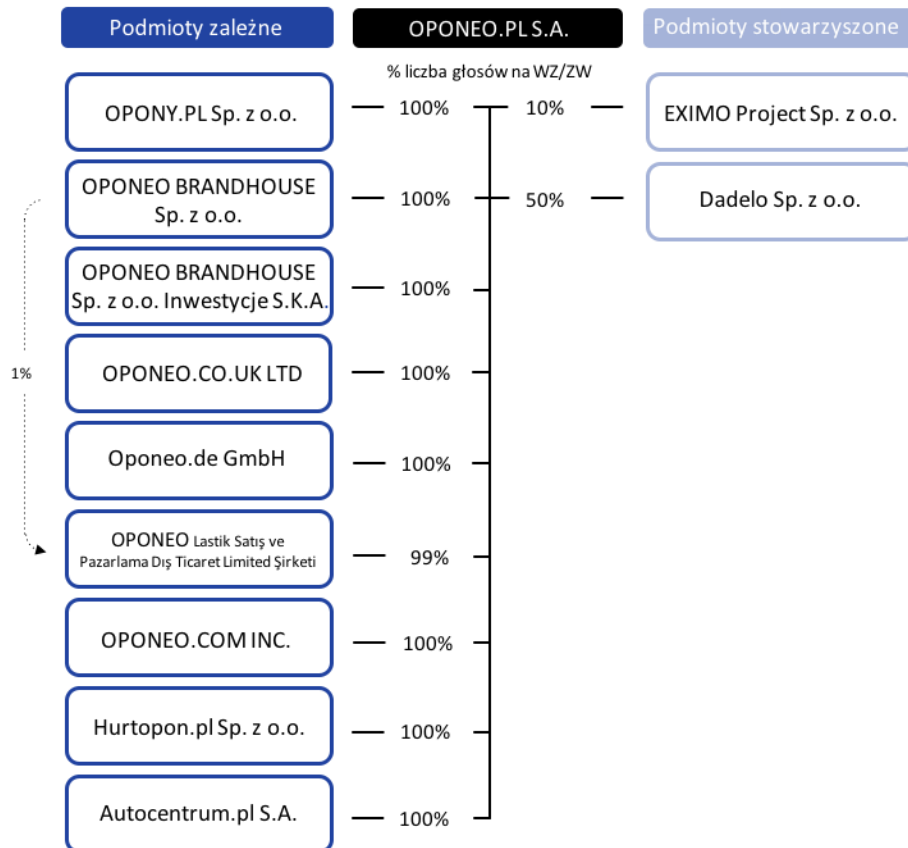 Podmioty zależne
OPONEO.PL S.A.
Podmioty stowarzyszone
% liczba głosów na WZ/ZW
OPONY.PL Sp. z o.o.
100%
10%
EXIMO Project Sp. z o.o.
OPONEO BRANDHOUSE
Sp. z o.o.
100%
50%
Dadelo Sp. z o.o.
OPONEO BRANDHOUSE
Sp. z o.o. Inwestycje S.K.A.
100%
1%
OPONEO.CO.UK LTD
100%
Oponeo.de GmbH
100%
OPONEO Lastik Satış ve
Pazarlama Dış Ticaret Limited Şirketi
99%
OPONEO.COM INC.
100%
Hurtopon.pl Sp. z o.o.
100%
Autocentrum.pl S.A.
100%